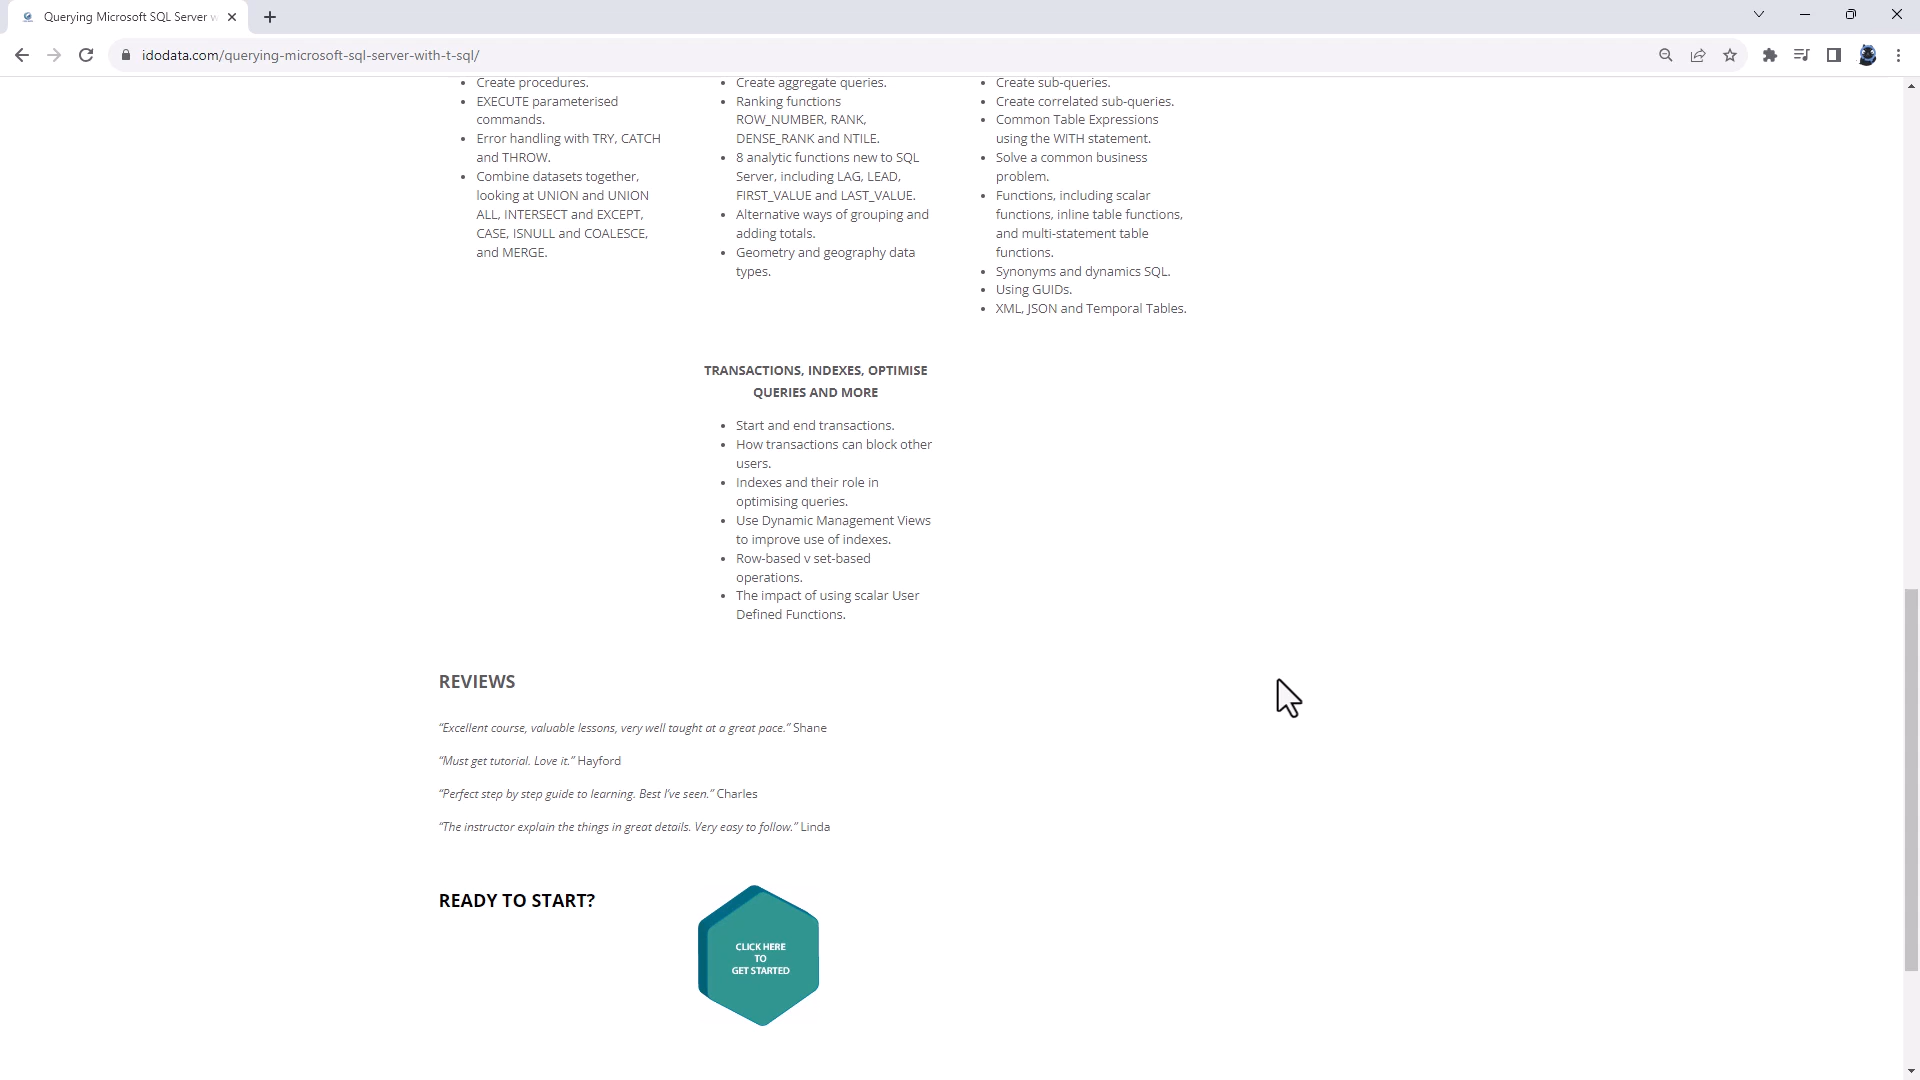 Querying Microsoft SQL Server w
idodata.com/querying-microsoft-sql-server-with-t-sql/
• Create procedures.
• EXECUTE parameterised
commands.
• Error handling with TRY, CATCH
and THROW.
• Combine datasets together,
looking at UNION and UNION
ALL, INTERSECT and EXCEPT,
CASE, ISNULL and COALESCE,
and MERGE.
• Create aggregate queries.
• Ranking functions
ROW_NUMBER, RANK,
DENSE_RANK and NTILE.
• 8 analytic functions new to SQL
Server, including LAG, LEAD,
FIRST_VALUE and LAST_VALUE.
• Alternative ways of grouping and
adding totals.
• Geometry and geography data
types.
• Create sub-queries.
• Create correlated sub-queries.
• Common Table Expressions
using the WITH statement.
• Solve a common business
problem.
• Functions, including scalar
functions, inline table functions,
and multi-statement table
functions.
• Synonyms and dynamics SQL.
• Using GUIDs.
• XML, JSON and Temporal Tables.
TRANSACTIONS, INDEXES, OPTIMISE
QUERIES AND MORE
• Start and end transactions.
• How transactions can block other
users.
• Indexes and their role in
optimising queries.
• Use Dynamic Management Views
to improve use of indexes.
• Row-based v set-based
operations.
• The impact of using scalar User
Defined Functions.
REVIEWS
“Excellent course, valuable lessons, very well taught at a great pace.” Shane
“Must get tutorial. Love it.” Hayford
“Perfect step by step guide to learning. Best I’ve seen.” Charles
“The instructor explain the things in great details. Very easy to follow.” Linda
READY TO START?
CLICK HERE
TO
GET STARTED